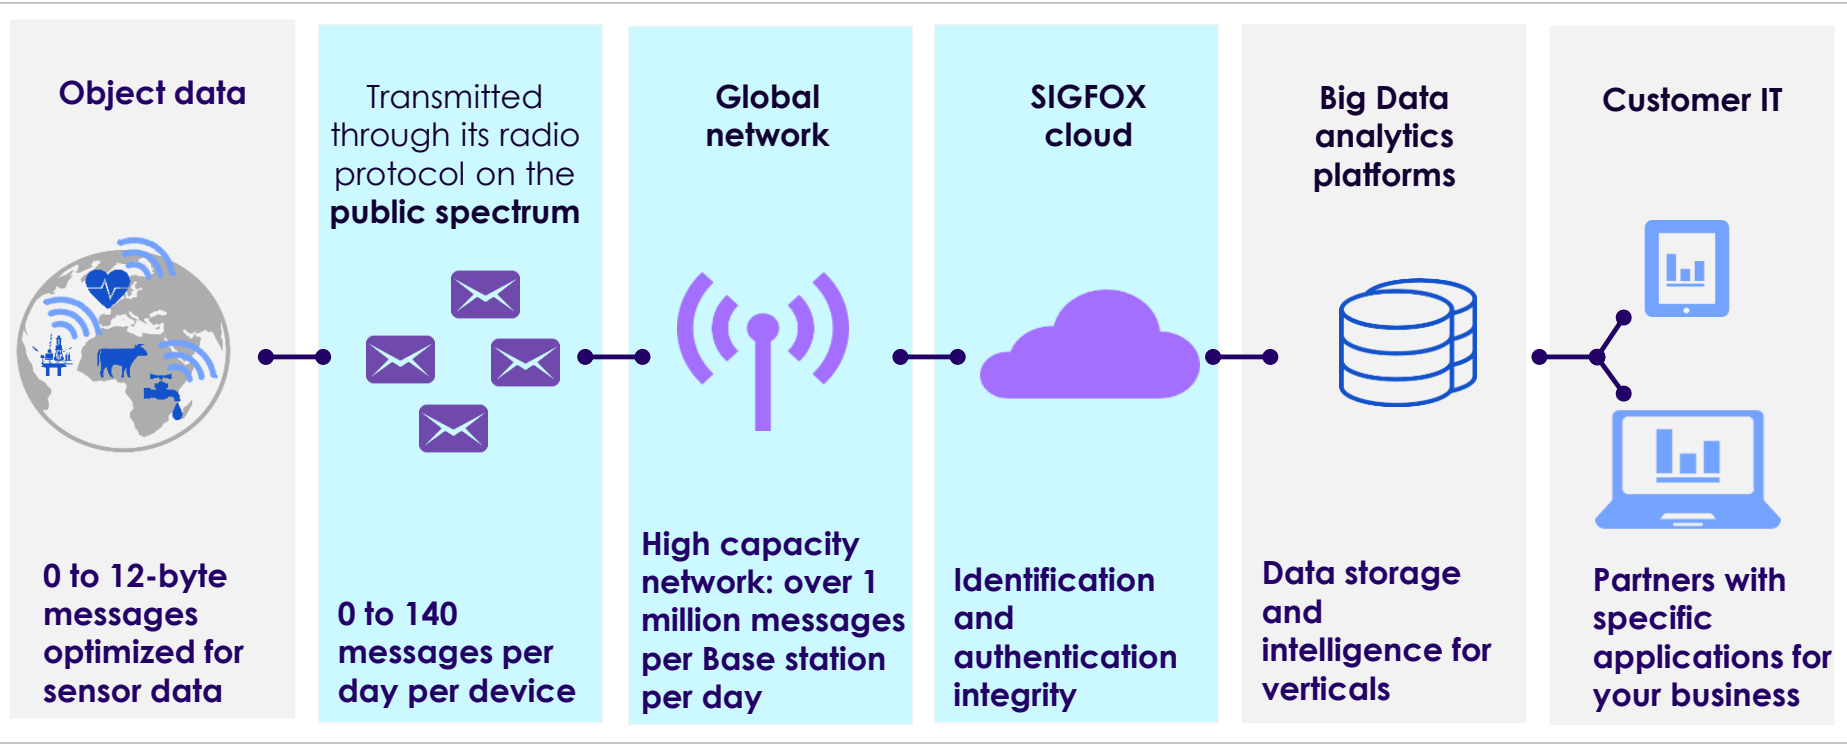 Object data
0 to 12-byte
messages
optimized for
sensor data
Transmitted
through its radio
protocol on the
public spectrum
0 to 140
messages per
day per device
Global
network
High capacity
network: over 1
million messages
per Base station
per day
SIGFOX
cloud
Identification
and
authentication
integrity
Big Data
analytics
platforms
Data storage
and
intelligence for
verticals
Customer IT
Partners with
specific
applications for
your business